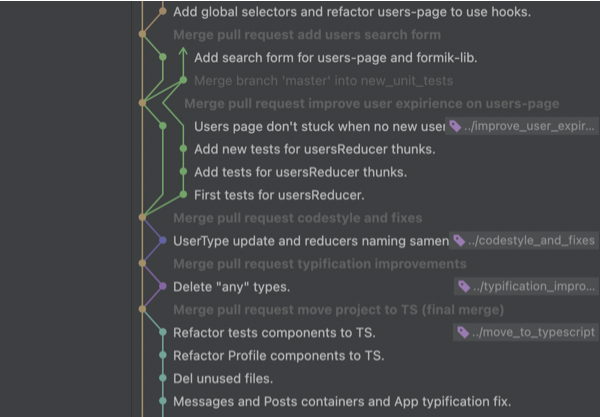 Add global selectors and refactor users-page to use hooks.
Merge pull request add users search form
Add search form for users-page and formik-lib.
Merge branch 'master' into new_unit_tests
Merge pull request improve user expirience on users-page
Users page don't stuck when no new user ../improve_user_expir...
Add new tests for usersReducer thunks.
Add tests for usersReducer thunks.
First tests for usersReducer.
Merge pull request codestyle and fixes
UserType update and reducers naming samen ../codestyle_and_fixes
Merge pull request typification improvements
Delete "any" types. ../typification_impro...
Merge pull request move project to TS (final merge)
Refactor tests components to TS. ../move_to_typescript
Refactor Profile components to TS.
Del unused files.
Messages and Posts containers and App typification fix.